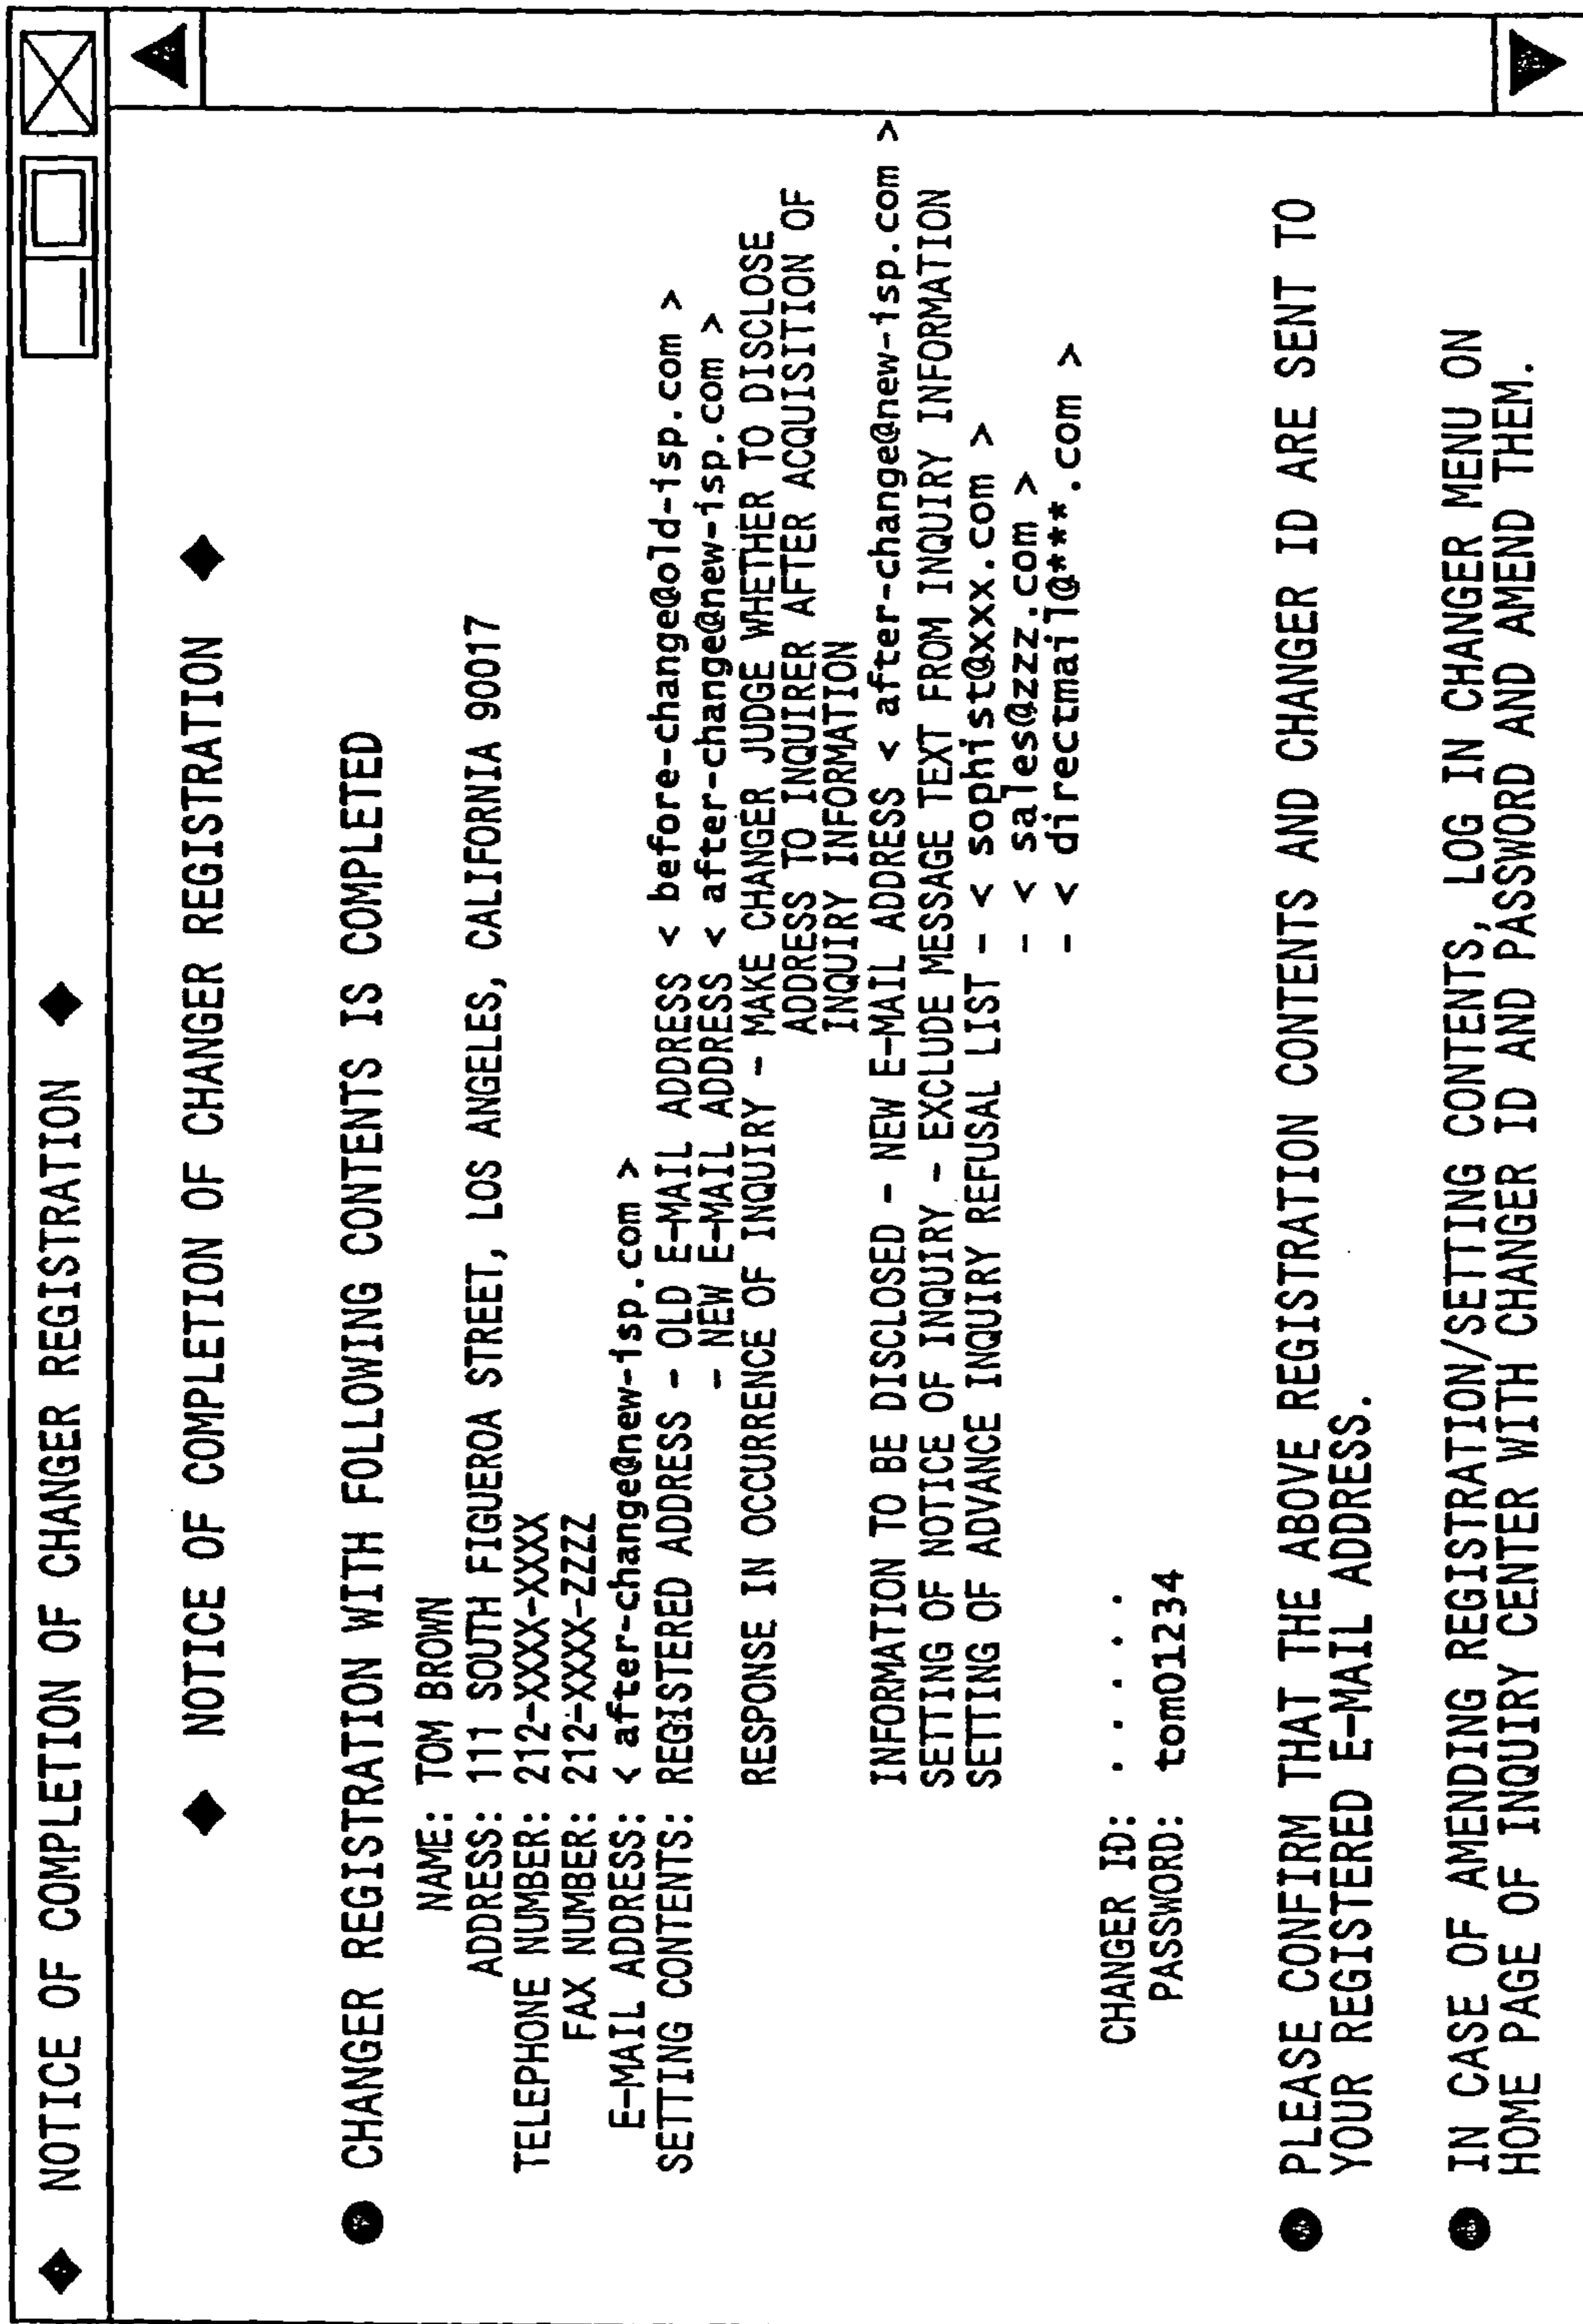 ◆ NOTICE OF COMPLETION OF CHANGER REGISTRATION ◆
◆ NOTICE OF COMPLETION OF CHANGER REGISTRATION ◆
● CHANGER REGISTRATION WITH FOLLOWING CONTENTS IS COMPLETED
NAME: TOM BROWN
ADDRESS: 111 SOUTH FIGUEROA STREET, LOS ANGELES, CALIFORNIA 90017
TELEPHONE NUMBER: 212-XXXX-XXXX
FAX NUMBER: 212-XXXX-ZZZZ
E-MAIL ADDRESS: < after-change@new-isp.com >
SETTING CONTENTS: REGISTERED ADDRESS - OLD E-MAIL ADDRESS < before-change@old-isp.com >
- NEW E-MAIL ADDRESS < after-change@new-isp.com >
RESPONSE IN OCCURRENCE OF INQUIRY - MAKE CHANGER JUDGE WHETHER TO DISCLOSE
ADDRESS TO INQUIRER AFTER ACQUISITION OF
INQUIRY INFORMATION
INFORMATION TO BE DISCLOSED - NEW E-MAIL ADDRESS < after-change@new-isp.com >
SETTING OF NOTICE OF INQUIRY - EXCLUDE MESSAGE TEXT FROM INQUIRY INFORMATION
SETTING OF ADVANCE INQUIRY REFUSAL LIST - < sophist@xxx.com >
- < sales@zzz.com >
- < directmail@***.com >
CHANGER ID: · · · · ·
PASSWORD: tom01234
● PLEASE CONFIRM THAT THE ABOVE REGISTRATION CONTENTS AND CHANGER ID ARE SENT TO
YOUR REGISTERED E-MAIL ADDRESS.
● IN CASE OF AMENDING REGISTRATION/SETTING CONTENTS, LOG IN CHANGER MENU ON
HOME PAGE OF INQUIRY CENTER WITH CHANGER ID AND PASSWORD AND AMEND THEM.